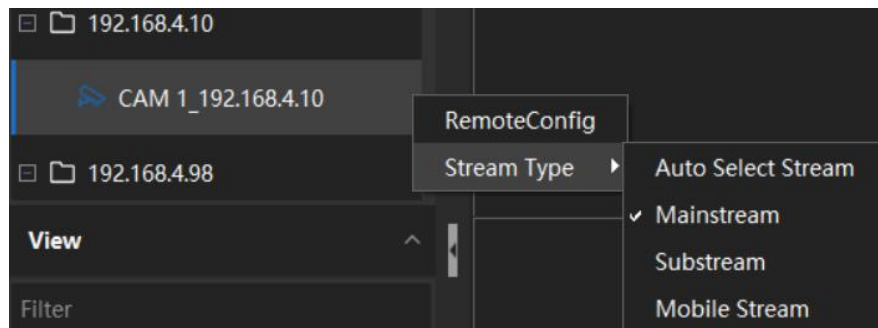 192.168.4.10
CAM 1_192.168.4.10
RemoteConfig
Stream Type
192.168.4.98
Auto Select Stream
Mainstream
Substream
Mobile Stream
View
Filter